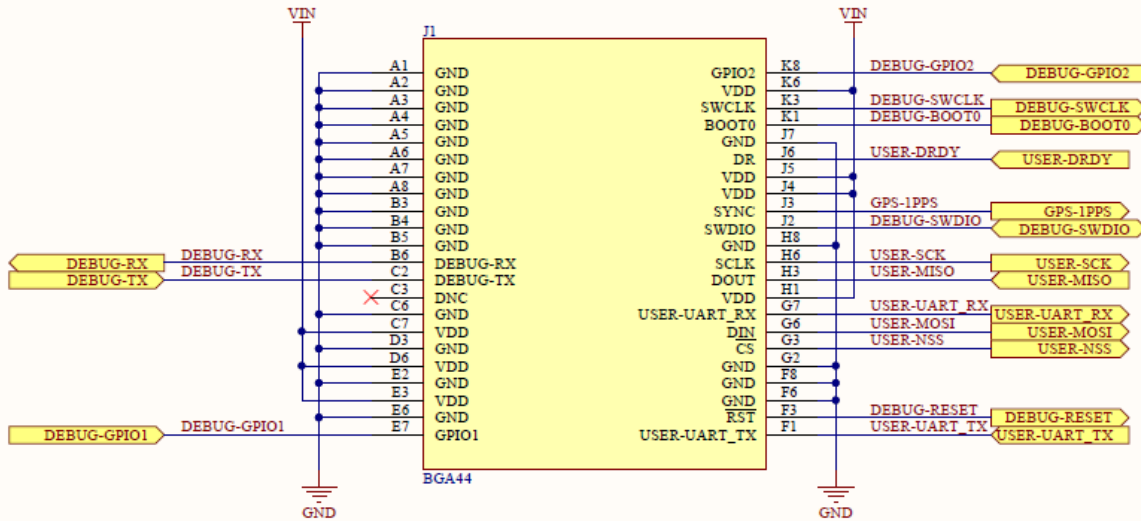 VIN VIN
J1
A1 GND GPIO2 K8 DEBUG-GPIO2 DEBUG-GPIO2
A2 GND VDD K6
A3 GND SWCLK K3 DEBUG-SWCLK DEBUG-SWCLK
A4 GND BOOT0 K1 DEBUG-BOOT0 DEBUG-BOOT0
A5 GND GND J7
A6 GND DR J6 USER-DRDY USER-DRDY
A7 GND VDD J5
A8 GND VDD J4
B3 GND SYNC J3 GPS-1PPS GPS-1PPS
B4 GND SWDIO J2 DEBUG-SWDIO DEBUG-SWDIO
B5 GND GND H8
DEBUG-RX DEBUG-RX B6 DEBUG-RX SCLK H6 USER-SCK USER-SCK
DEBUG-TX DEBUG-TX C2 DEBUG-TX DOUT H3 USER-MISO USER-MISO
C3 DNC VDD H1
C6 GND USER-UART_RX G7 USER-UART_RX USER-UART_RX
C7 VDD DIN G6 USER-MOSI USER-MOSI
D3 GND CS G3 USER-NSS USER-NSS
D6 VDD GND G2
E2 GND GND F8
E3 VDD GND F6
E6 GND RST F3 DEBUG-RESET DEBUG-RESET
DEBUG-GPIO1 DEBUG-GPIO1 E7 GPIO1 USER-UART_TX F1 USER-UART_TX USER-UART_TX
BGA44
GND GND